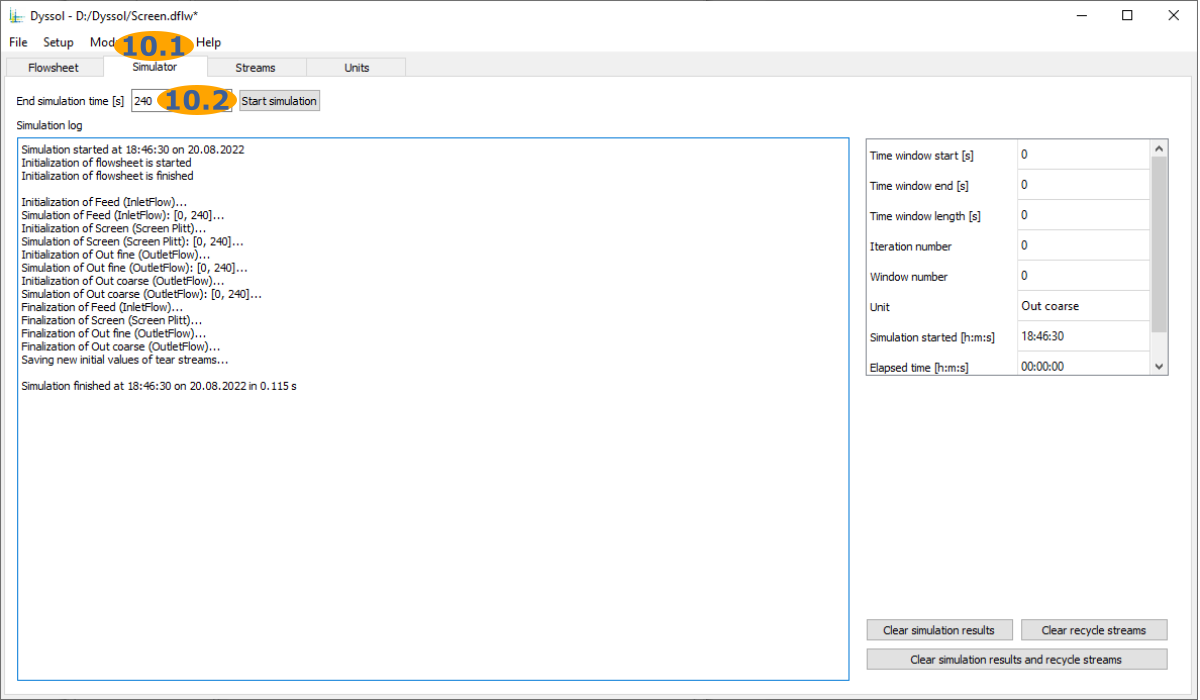 Dyssol - D:/Dyssol/Screen.dflw*
File Setup Help
10.1
Flowsheet Simulator Streams Units
End simulation time [s] 240 10.2 Start simulation
Simulation log
Simulation started at 18:46:30 on 20.08.2022
Initialization of flowsheet is started
Initialization of flowsheet is finished
Initialization of Feed (InletFlow)...
Simulation of Feed (InletFlow): [0, 240]...
Initialization of Screen (Screen Plitt)...
Simulation of Screen (Screen Plitt): [0, 240]...
Initialization of Out fine (OutletFlow)...
Simulation of Out fine (OutletFlow): [0, 240]...
Initialization of Out coarse (OutletFlow)...
Simulation of Out coarse (OutletFlow): [0, 240]...
Finalization of Feed (InletFlow)...
Finalization of Screen (Screen Plitt)...
Finalization of Out fine (OutletFlow)...
Finalization of Out coarse (OutletFlow)...
Saving new initial values of tear streams...
Simulation finished at 18:46:30 on 20.08.2022 in 0.115 s
Time window start [s] 0
Time window end [s] 0
Time window length [s] 0
Iteration number 0
Window number 0
Unit Out coarse
Simulation started [h:m:s] 18:46:30
Elapsed time [h:m:s] 00:00:00
Clear simulation results Clear recycle streams
Clear simulation results and recycle streams